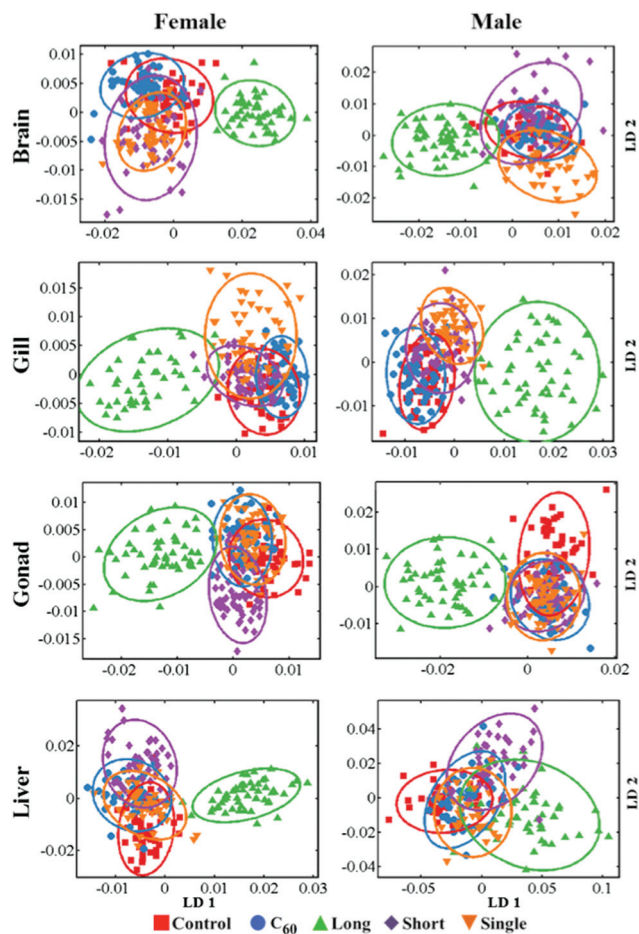 Female
Male
Brain
0.01
0.005
0
-0.005
-0.01
-0.015
-0.02 0 0.02 0.04
0.02
0.01
0
-0.01
-0.02
-0.02 -0.01 0 0.01 0.02
LD 2
Gill
0.015
0.01
0.005
0
-0.005
-0.01
-0.02 -0.01 0 0.01
0.02
0.01
0
-0.01
-0.01 0 0.01 0.02 0.03
LD 2
Gonad
0.01
0.005
0
-0.005
-0.01
-0.015
-0.02 -0.01 0 0.01
0.02
0.01
0
-0.01
-0.02 0 0.02
LD 2
Liver
0.02
0
-0.02
-0.01 0 0.01 0.02 0.03
LD 1
0.04
0.02
0
-0.02
-0.04
-0.05 0 0.05 0.1
LD 1
LD 2
Control C60 Long Short Single